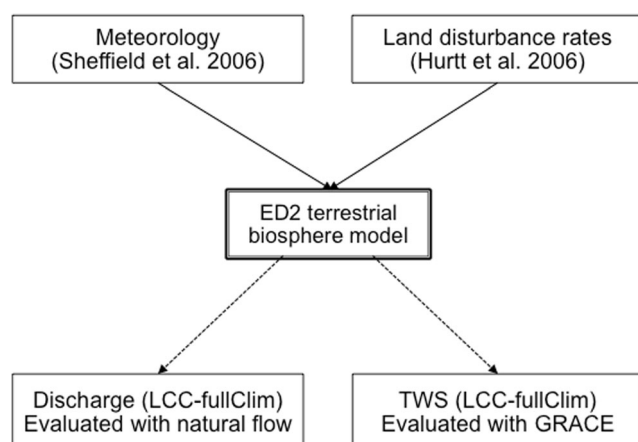 Meteorology
(Sheffield et al. 2006)
Land disturbance rates
(Hurtt et al. 2006)
ED2 terrestrial
biosphere model
Discharge (LCC-fullClim)
Evaluated with natural flow
TWS (LCC-fullClim)
Evaluated with GRACE